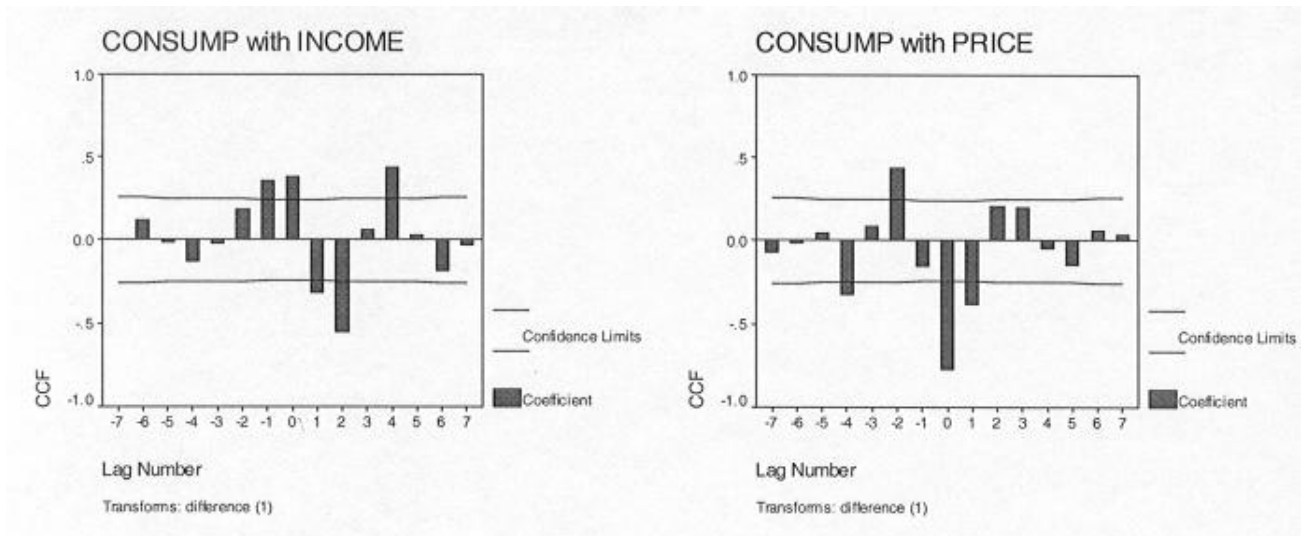 CONSUMP with INCOME
1.0
.5
0.0
-.5
-1.0
CCF
-7 -6 -5 -4 -3 -2 -1 0 1 2 3 4 5 6 7
Lag Number
Transforms: difference (1)
Confidence Limits
Coefficient
CONSUMP with PRICE
1.0
.5
0.0
-.5
-1.0
CCF
-7 -6 -5 -4 -3 -2 -1 0 1 2 3 4 5 6 7
Lag Number
Transforms: difference (1)
Confidence Limits
Coefficient